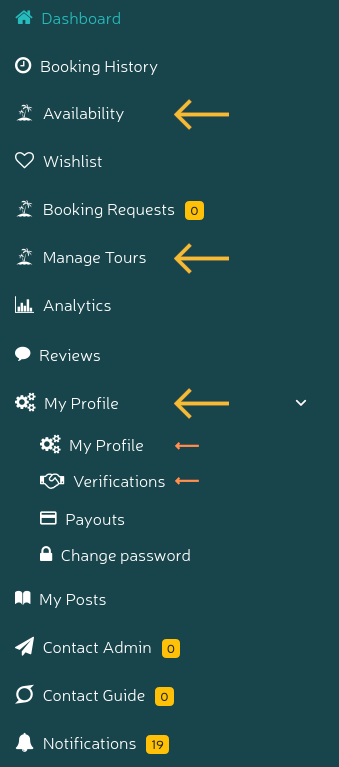 Dashboard
Booking History
Availability
Wishlist
Booking Requests 0
Manage Tours
Analytics
Reviews
My Profile
My Profile
Verifications
Payouts
Change password
My Posts
Contact Admin 0
Contact Guide 0
Notifications 19